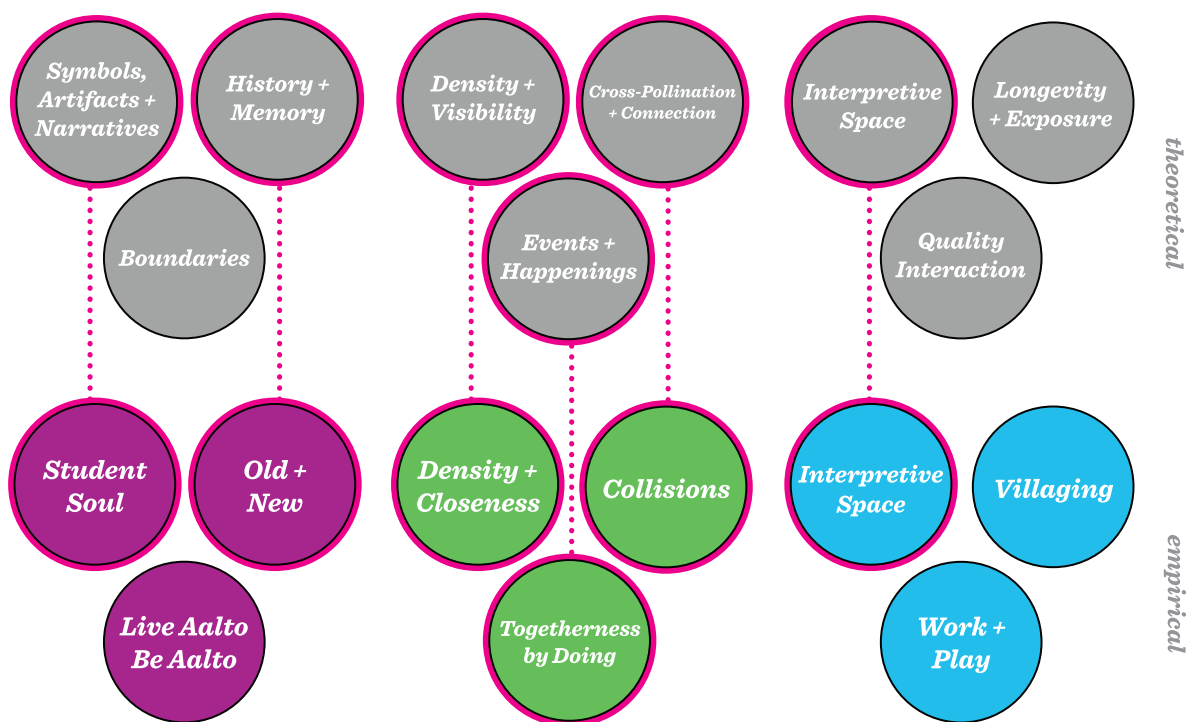 Symbols,
Artifacts +
Narratives
History +
Memory
Boundaries
Density +
Visibility
Cross-Pollination
+ Connection
Events +
Happenings
Interpretive
Space
Longevity
+ Exposure
Quality
Interaction
theoretical
Student
Soul
Old +
New
Live Aalto
Be Aalto
Density +
Closeness
Collisions
Togetherness
by Doing
Interpretive
Space
Villaging
Work +
Play
empirical